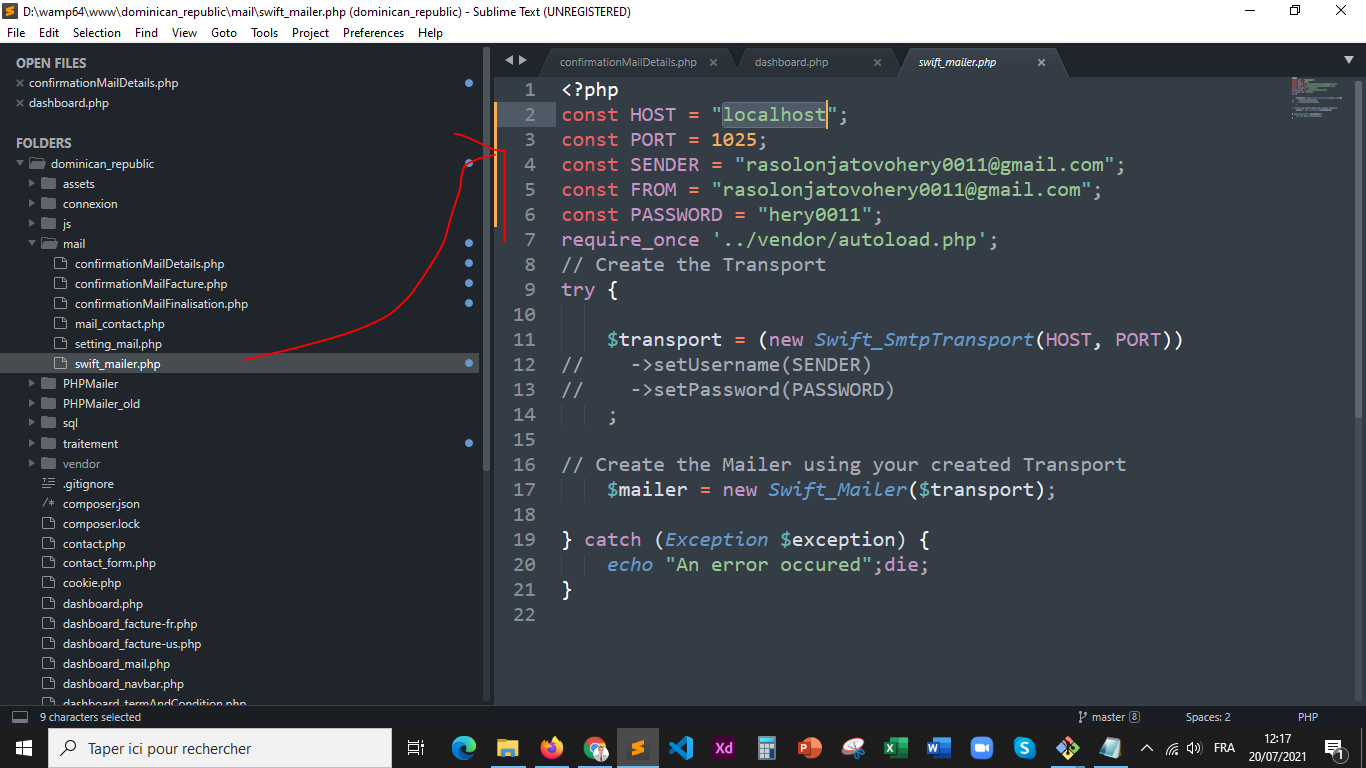 D:\wamp64\www\dominican_republic\mail\swift_mailer.php (dominican_republic) - Sublime Text (UNREGISTERED)
File Edit Selection Find View Goto Tools Project Preferences Help
OPEN FILES
confirmationMailDetails.php
dashboard.php
FOLDERS
dominican_republic
assets
connexion
js
mail
confirmationMailDetails.php
confirmationMailFacture.php
confirmationMailFinalisation.php
mail_contact.php
setting_mail.php
swift_mailer.php
PHPMailer
PHPMailer_old
sql
traitement
vendor
.gitignore
composer.json
composer.lock
contact.php
contact_form.php
cookie.php
dashboard.php
dashboard_facture-fr.php
dashboard_facture-us.php
dashboard_mail.php
dashboard_navbar.php
dashboard_termAndCondition.php
confirmationMailDetails.php dashboard.php swift_mailer.php
1 <?php
2 const HOST = "localhost";
3 const PORT = 1025;
4 const SENDER = "rasolonjatovohery0011@gmail.com";
5 const FROM = "rasolonjatovohery0011@gmail.com";
6 const PASSWORD = "hery0011";
7 require_once '../vendor/autoload.php';
8 // Create the Transport
9 try {
10
11 $transport = (new Swift_SmtpTransport(HOST, PORT))
12 // ->setUsername(SENDER)
13 // ->setPassword(PASSWORD)
14 ;
15
16 // Create the Mailer using your created Transport
17 $mailer = new Swift_Mailer($transport);
18
19 } catch (Exception $exception) {
20 echo "An error occured";die;
21 }
22
9 characters selected master 8 Spaces: 2 PHP
Taper ici pour rechercher
Xd
FRA
12:17
20/07/2021
1